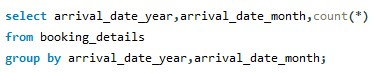 select arrival_date_year,arrival_date_month,count(*)
from booking_details
group by arrival_date_year,arrival_date_month;